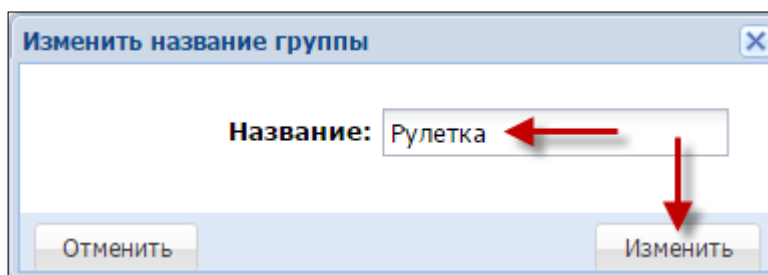 Изменить название группы
Название: Рулетка
Отменить Изменить